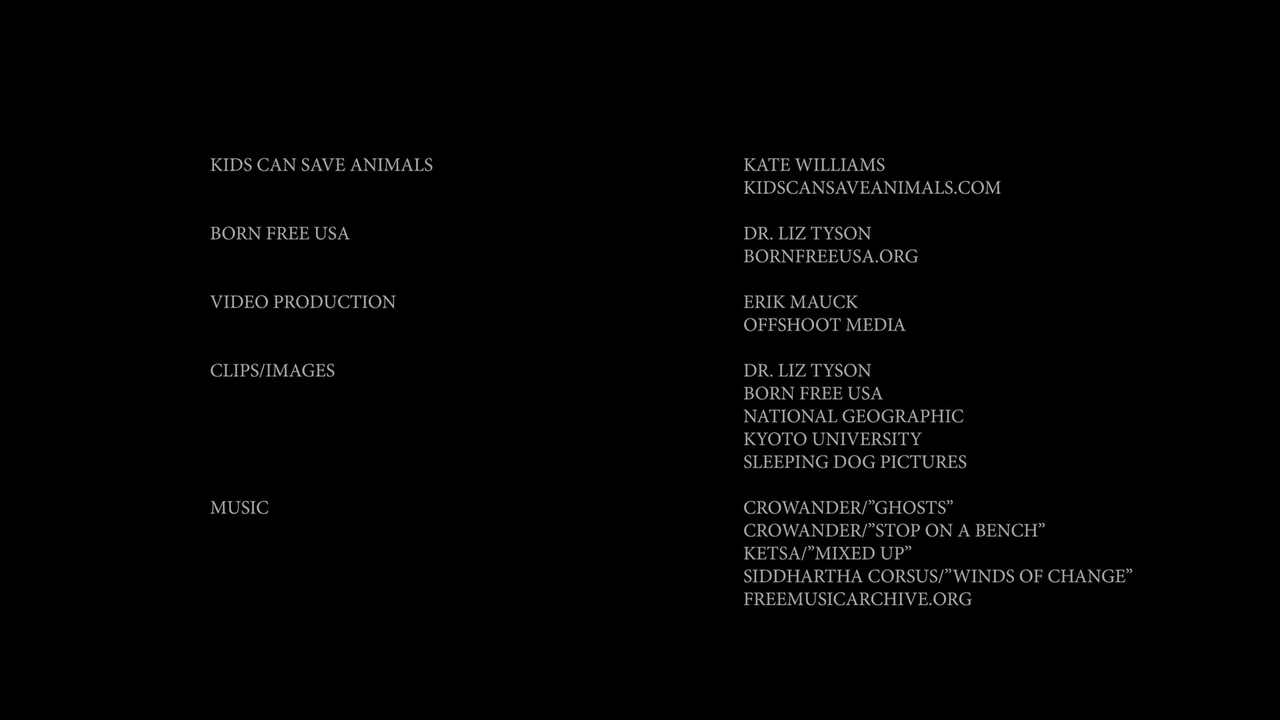 KIDS CAN SAVE ANIMALS KATE WILLIAMS
KIDSCANSAVEANIMALS.COM
BORN FREE USA DR. LIZ TYSON
BORNFREEUSA.ORG
VIDEO PRODUCTION ERIK MAUCK
OFFSHOOT MEDIA
CLIPS/IMAGES DR. LIZ TYSON
BORN FREE USA
NATIONAL GEOGRAPHIC
KYOTO UNIVERSITY
SLEEPING DOG PICTURES
MUSIC CROWANDER/”GHOSTS”
CROWANDER/”STOP ON A BENCH”
KETSA/”MIXED UP”
SIDDHARTHA CORSUS/”WINDS OF CHANGE”
FREEMUSICARCHIVE.ORG